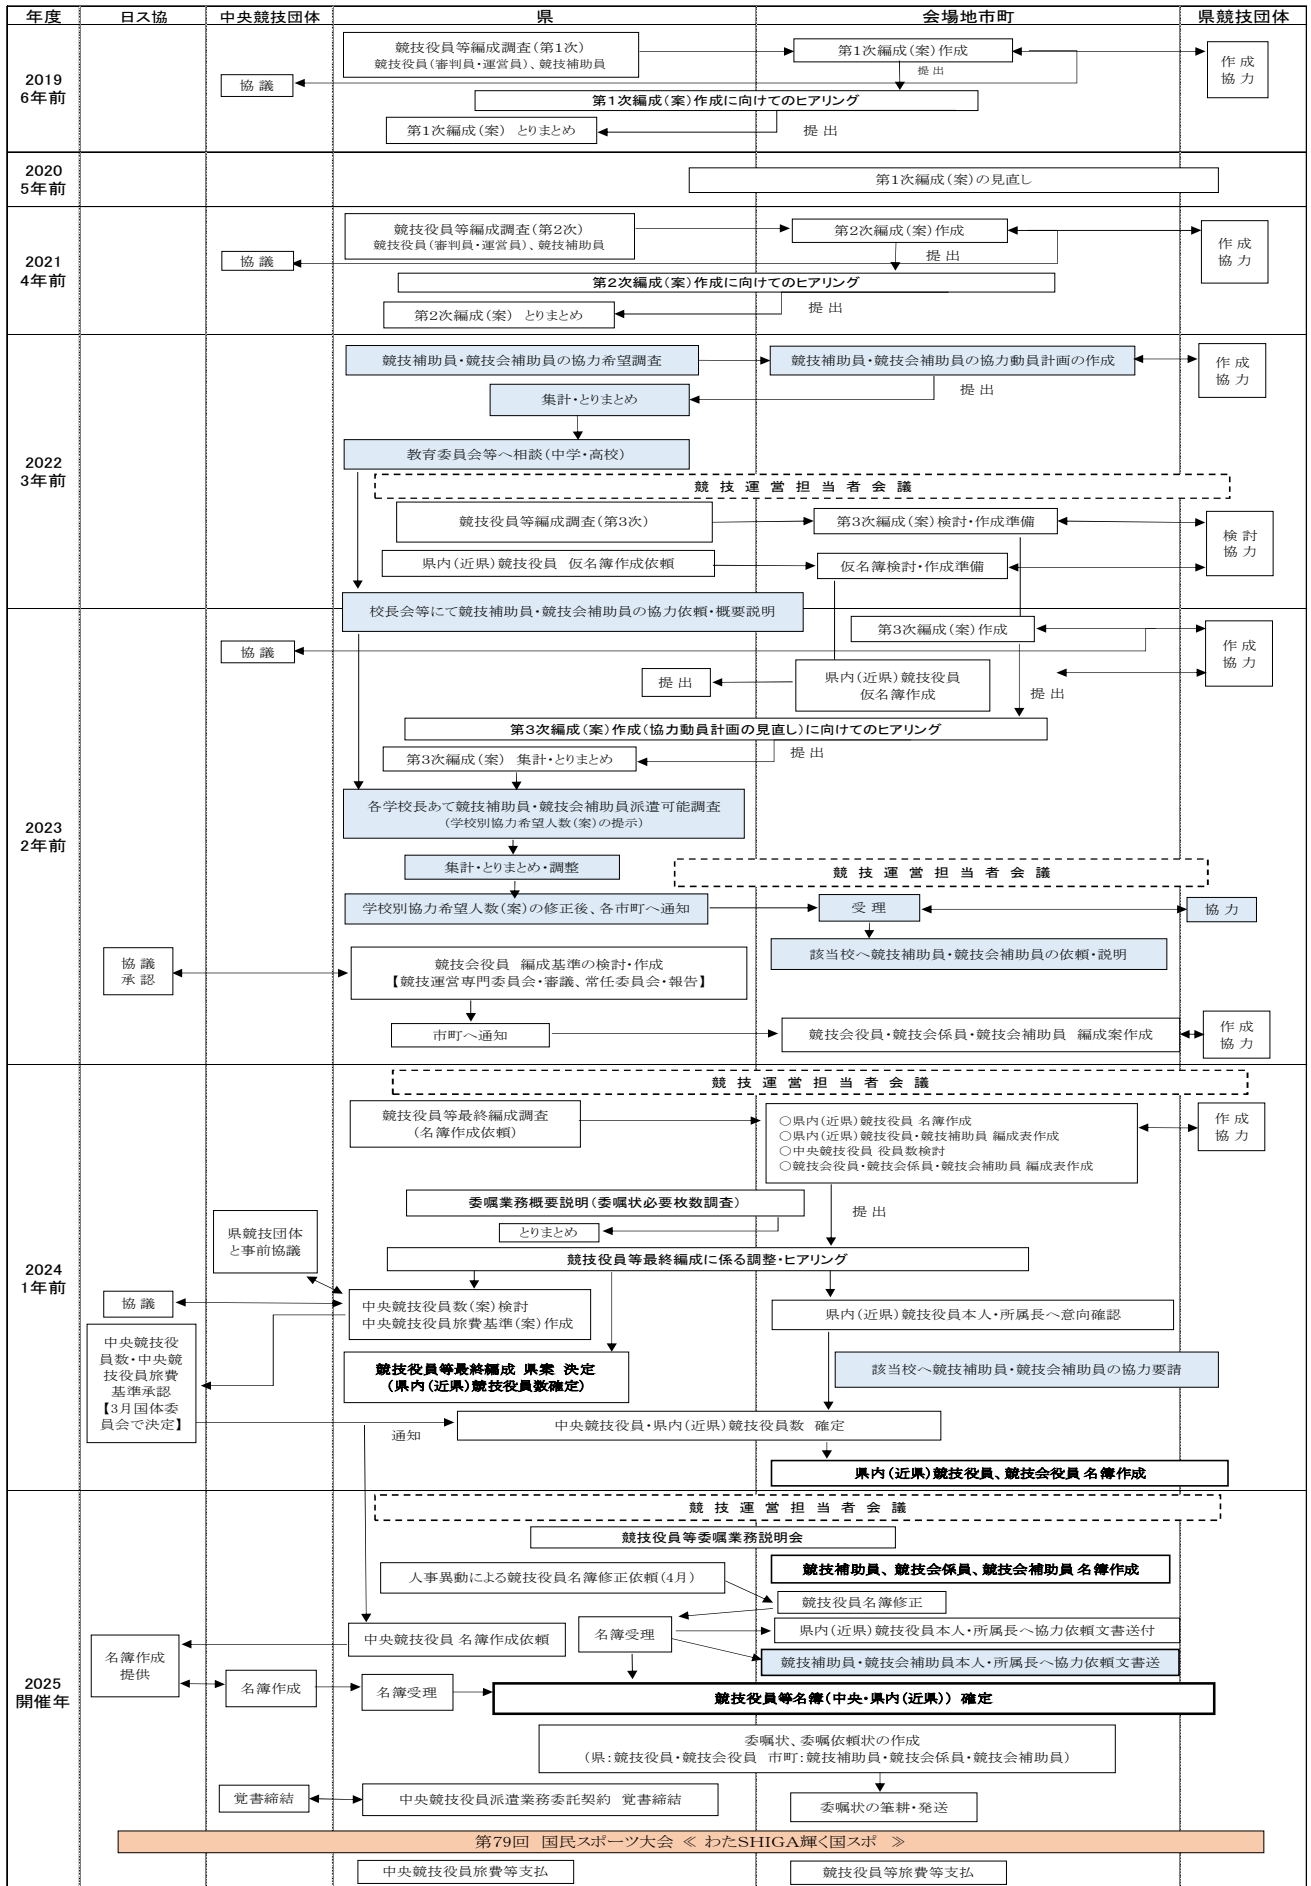 年度
日ス協
中央競技団体
県
会場地市町
県競技団体
2019
6年前
競技役員等編成調査(第1次)
競技役員(審判員・運営員)、競技補助員
第1次編成(案)作成
作成
協力
協議
提出
第1次編成(案)作成に向けてのヒアリング
第1次編成(案) とりまとめ
提出
2020
5年前
第1次編成(案)の見直し
2021
4年前
競技役員等編成調査(第2次)
競技役員(審判員・運営員)、競技補助員
第2次編成(案)作成
作成
協力
協議
提出
第2次編成(案)作成に向けてのヒアリング
第2次編成(案) とりまとめ
提出
2022
3年前
競技補助員・競技会補助員の協力希望調査
競技補助員・競技会補助員の協力動員計画の作成
作成
協力
提出
集計・とりまとめ
教育委員会等へ相談(中学・高校)
競技運営担当者会議
競技役員等編成調査(第3次)
第3次編成(案)検討・作成準備
検討
協力
県内(近県)競技役員 仮名簿作成依頼
仮名簿検討・作成準備
校長会等にて競技補助員・競技会補助員の協力依頼・概要説明
2023
2年前
第3次編成(案)作成
作成
協力
協議
提出
県内(近県)競技役員
仮名簿作成
提出
第3次編成(案)作成(協力動員計画の見直し)に向けてのヒアリング
第3次編成(案) 集計・とりまとめ
提出
各学校長あて競技補助員・競技会補助員派遣可能調査
(学校別協力希望人数(案)の提示)
集計・とりまとめ・調整
競技運営担当者会議
学校別協力希望人数(案)の修正後、各市町へ通知
受理
協力
該当校へ競技補助員・競技会補助員の依頼・説明
協議
承認
競技会役員 編成基準の検討・作成
【競技運営専門委員会・審議、常任委員会・報告】
市町へ通知
競技会役員・競技会係員・競技会補助員 編成案作成
作成
協力
2024
1年前
競技運営担当者会議
競技役員等最終編成調査
(名簿作成依頼)
○県内(近県)競技役員 名簿作成
○県内(近県)競技役員・競技補助員 編成表作成
○中央競技役員 役員数検討
○競技会役員・競技会係員・競技会補助員 編成表作成
作成
協力
委嘱業務概要説明(委嘱状必要枚数調査)
提出
とりまとめ
県競技団体
と事前協議
競技役員等最終編成に係る調整・ヒアリング
協議
中央競技役員数(案)検討
中央競技役員旅費基準(案)作成
県内(近県)競技役員本人・所属長へ意向確認
中央競技役
員数・中央競
技役員旅費
基準承認
【3月国体委
員会で決定】
競技役員等最終編成 県案 決定
(県内(近県)競技役員数確定)
該当校へ競技補助員・競技会補助員の協力要請
通知
中央競技役員・県内(近県)競技役員数 確定
県内(近県)競技役員、競技会役員 名簿作成
2025
開催年
競技運営担当者会議
競技役員等委嘱業務説明会
競技補助員、競技会係員、競技会補助員 名簿作成
人事異動による競技役員名簿修正依頼(4月)
競技役員名簿修正
中央競技役員 名簿作成依頼
名簿受理
県内(近県)競技役員本人・所属長へ協力依頼文書送付
名簿作成
提供
競技補助員・競技会補助員本人・所属長へ協力依頼文書送
名簿作成
名簿受理
競技役員等名簿(中央・県内(近県)) 確定
委嘱状、委嘱依頼状の作成
(県:競技役員・競技会役員 市町:競技補助員・競技会係員・競技会補助員)
覚書締結
中央競技役員派遣業務委託契約 覚書締結
委嘱状の筆耕・発送
第79回 国民スポーツ大会 ≪ わたSHIGA輝く国スポ ≫
中央競技役員旅費等支払
競技役員等旅費等支払